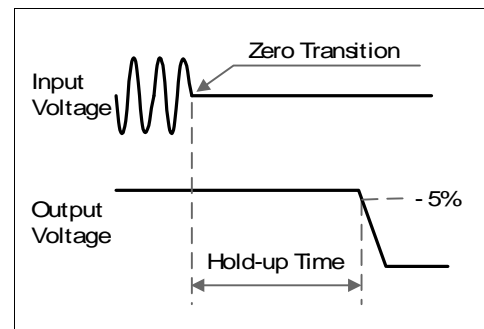 Zero Transition
Input
Voltage
- 5%
Output
Voltage
Hold-up Time